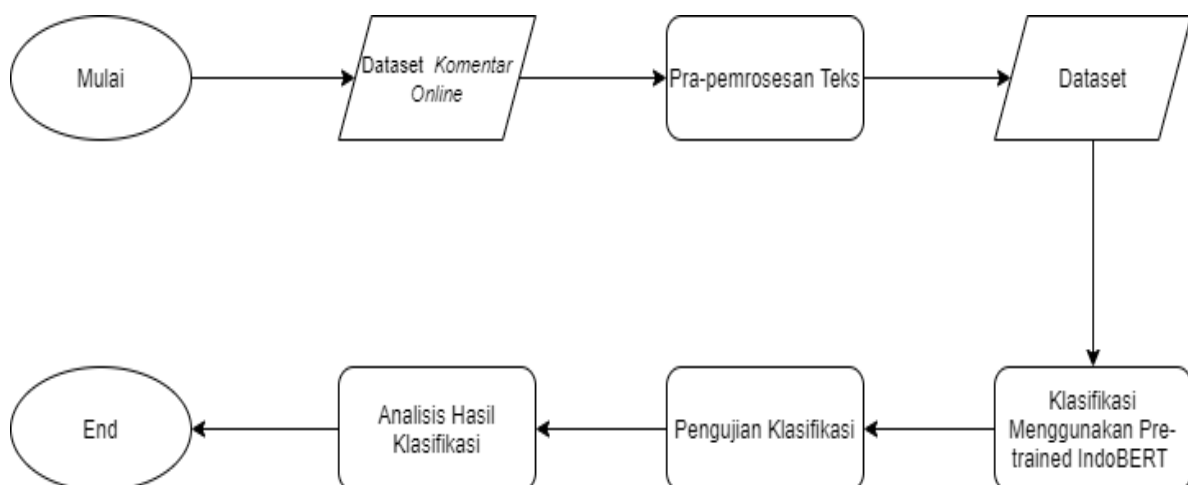 Mulai
Dataset Komentar
Online
Pra-pemrosesan Teks
Dataset
Klasifikasi
Menggunakan Pre-
trained IndoBERT
Pengujian Klasifikasi
Analisis Hasil
Klasifikasi
End